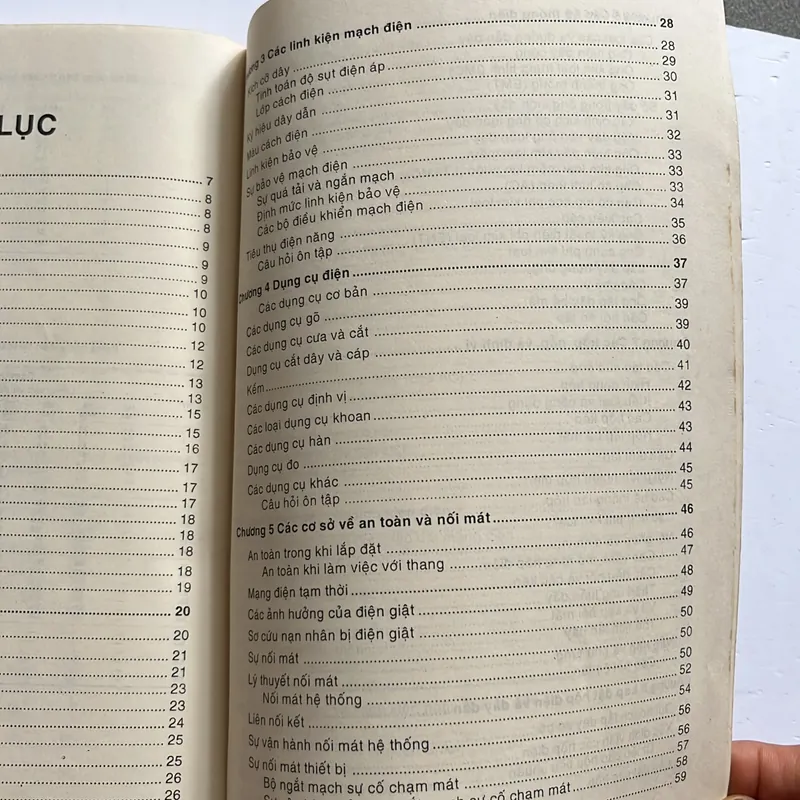 LỤC
7
8
8
8
9
9
9
10
10
10
12
12
13
13
15
15
16
17
17
17
18
18
18
18
19
20
20
21
21
23
23
24
25
25
26
26
ương 3 Các linh kiện mạch điện 28
Kích cỡ dây 28
Tính toán độ sụt điện áp 29
Lớp cách điện 30
Ký hiệu dây dẫn 31
Màu cách điện 31
Linh kiện bảo vệ 32
Sự bảo vệ mạch điện 33
Sự quá tải và ngắn mạch 33
Định mức linh kiện bảo vệ 33
Các bộ điều khiển mạch điện 34
Tiêu thụ điện năng 35
Câu hỏi ôn tập 36
Chương 4 Dụng cụ điện 37
Các dụng cụ cơ bản 37
Các dụng cụ gõ 39
Các dụng cụ cưa và cắt 39
Dụng cụ cắt dây và cáp 40
Kềm 41
Các dụng cụ định vị 42
Các loại dụng cụ khoan 43
Các dụng cụ hàn 43
Dụng cụ đo 44
Các dụng cụ khác 45
Câu hỏi ôn tập 45
Chương 5 Các cơ sở về an toàn và nối mát 46
An toàn trong khi lắp đặt 46
An toàn khi làm việc với thang 47
Mạng điện tạm thời 48
Các ảnh hưởng của điện giật 49
Sơ cứu nạn nhân bị điện giật 50
Sự nối mát 50
Lý thuyết nối mát 50
Nối mát hệ thống 52
Liên nối kết 54
Sự vận hành nối mát hệ thống 56
Sự nối mát thiết bị 56
Bộ ngắt mạch sự cố chạm mát 57
58
mạch sự cố chạm mát 59